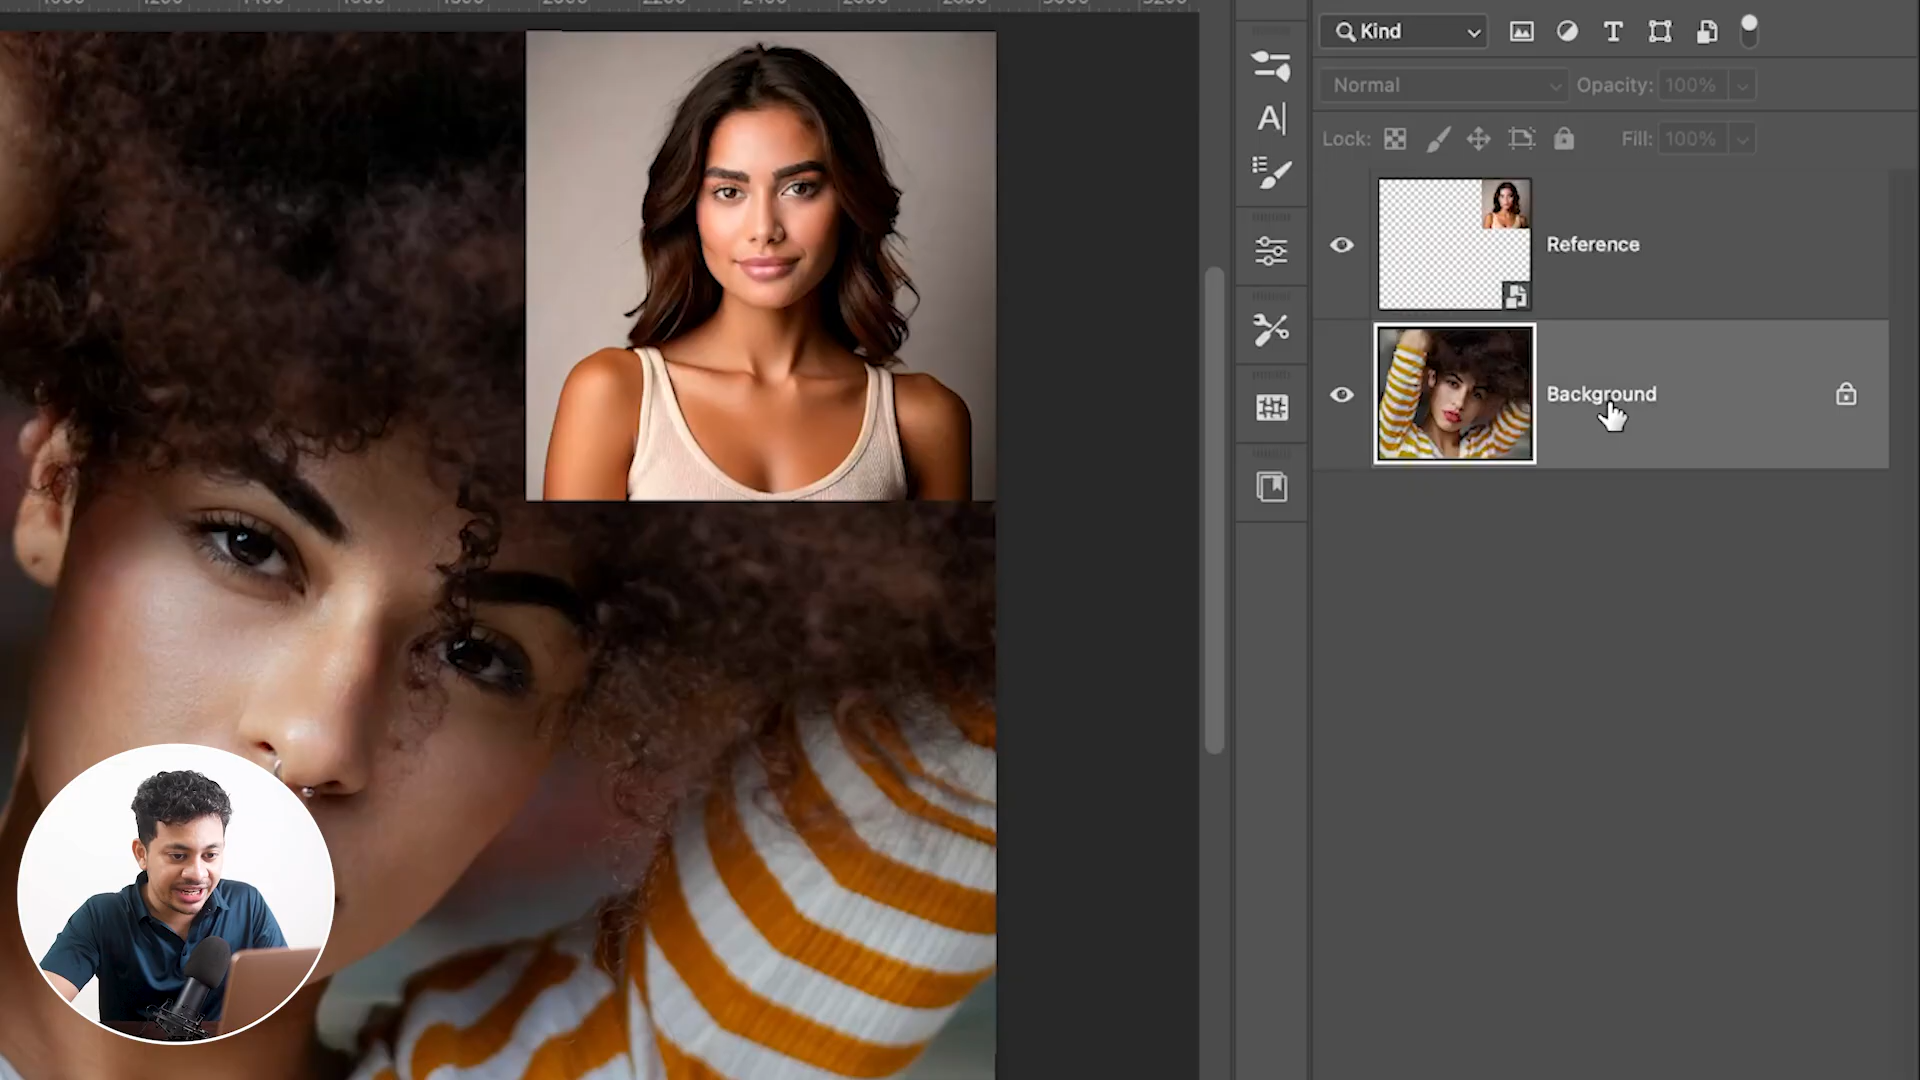 Kind
Normal
Opacity: 100%
Lock:
Fill: 100%
Reference
Background